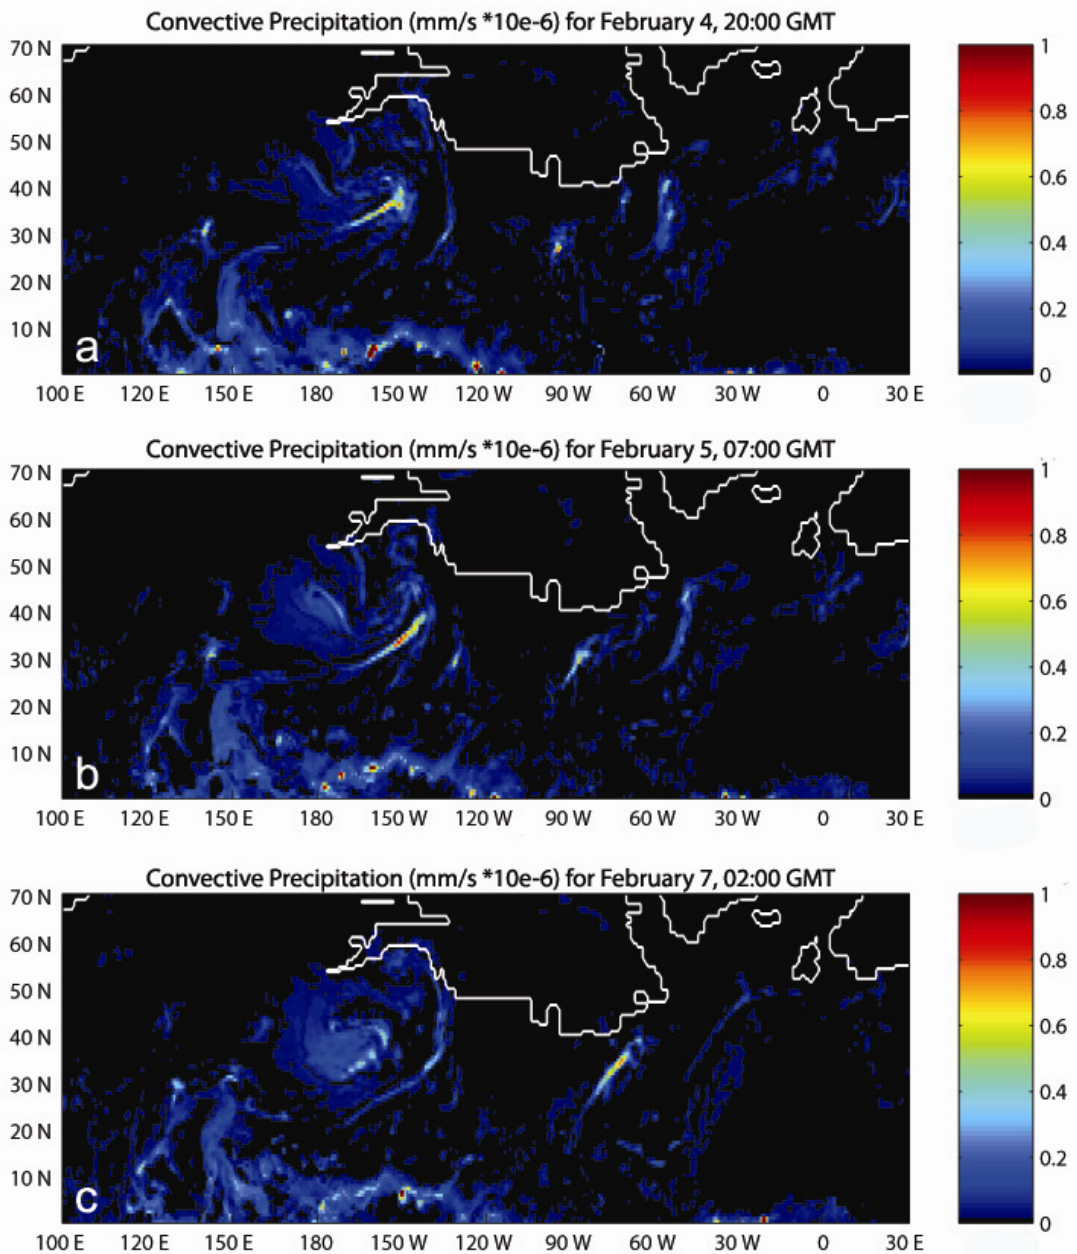 Convective Precipitation (mm/s *10e-6) for February 4, 20:00 GMT
70 N
60 N
50 N
40 N
30 N
20 N
10 N
a
100 E 120 E 150 E 180 150 W 120 W 90 W 60 W 30 W 0 30 E
1
0.8
0.6
0.4
0.2
0
Convective Precipitation (mm/s *10e-6) for February 5, 07:00 GMT
70 N
60 N
50 N
40 N
30 N
20 N
10 N
b
100 E 120 E 150 E 180 150 W 120 W 90 W 60 W 30 W 0 30 E
1
0.8
0.6
0.4
0.2
0
Convective Precipitation (mm/s *10e-6) for February 7, 02:00 GMT
70 N
60 N
50 N
40 N
30 N
20 N
10 N
c
100 E 120 E 150 E 180 150 W 120 W 90 W 60 W 30 W 0 30 E
1
0.8
0.6
0.4
0.2
0